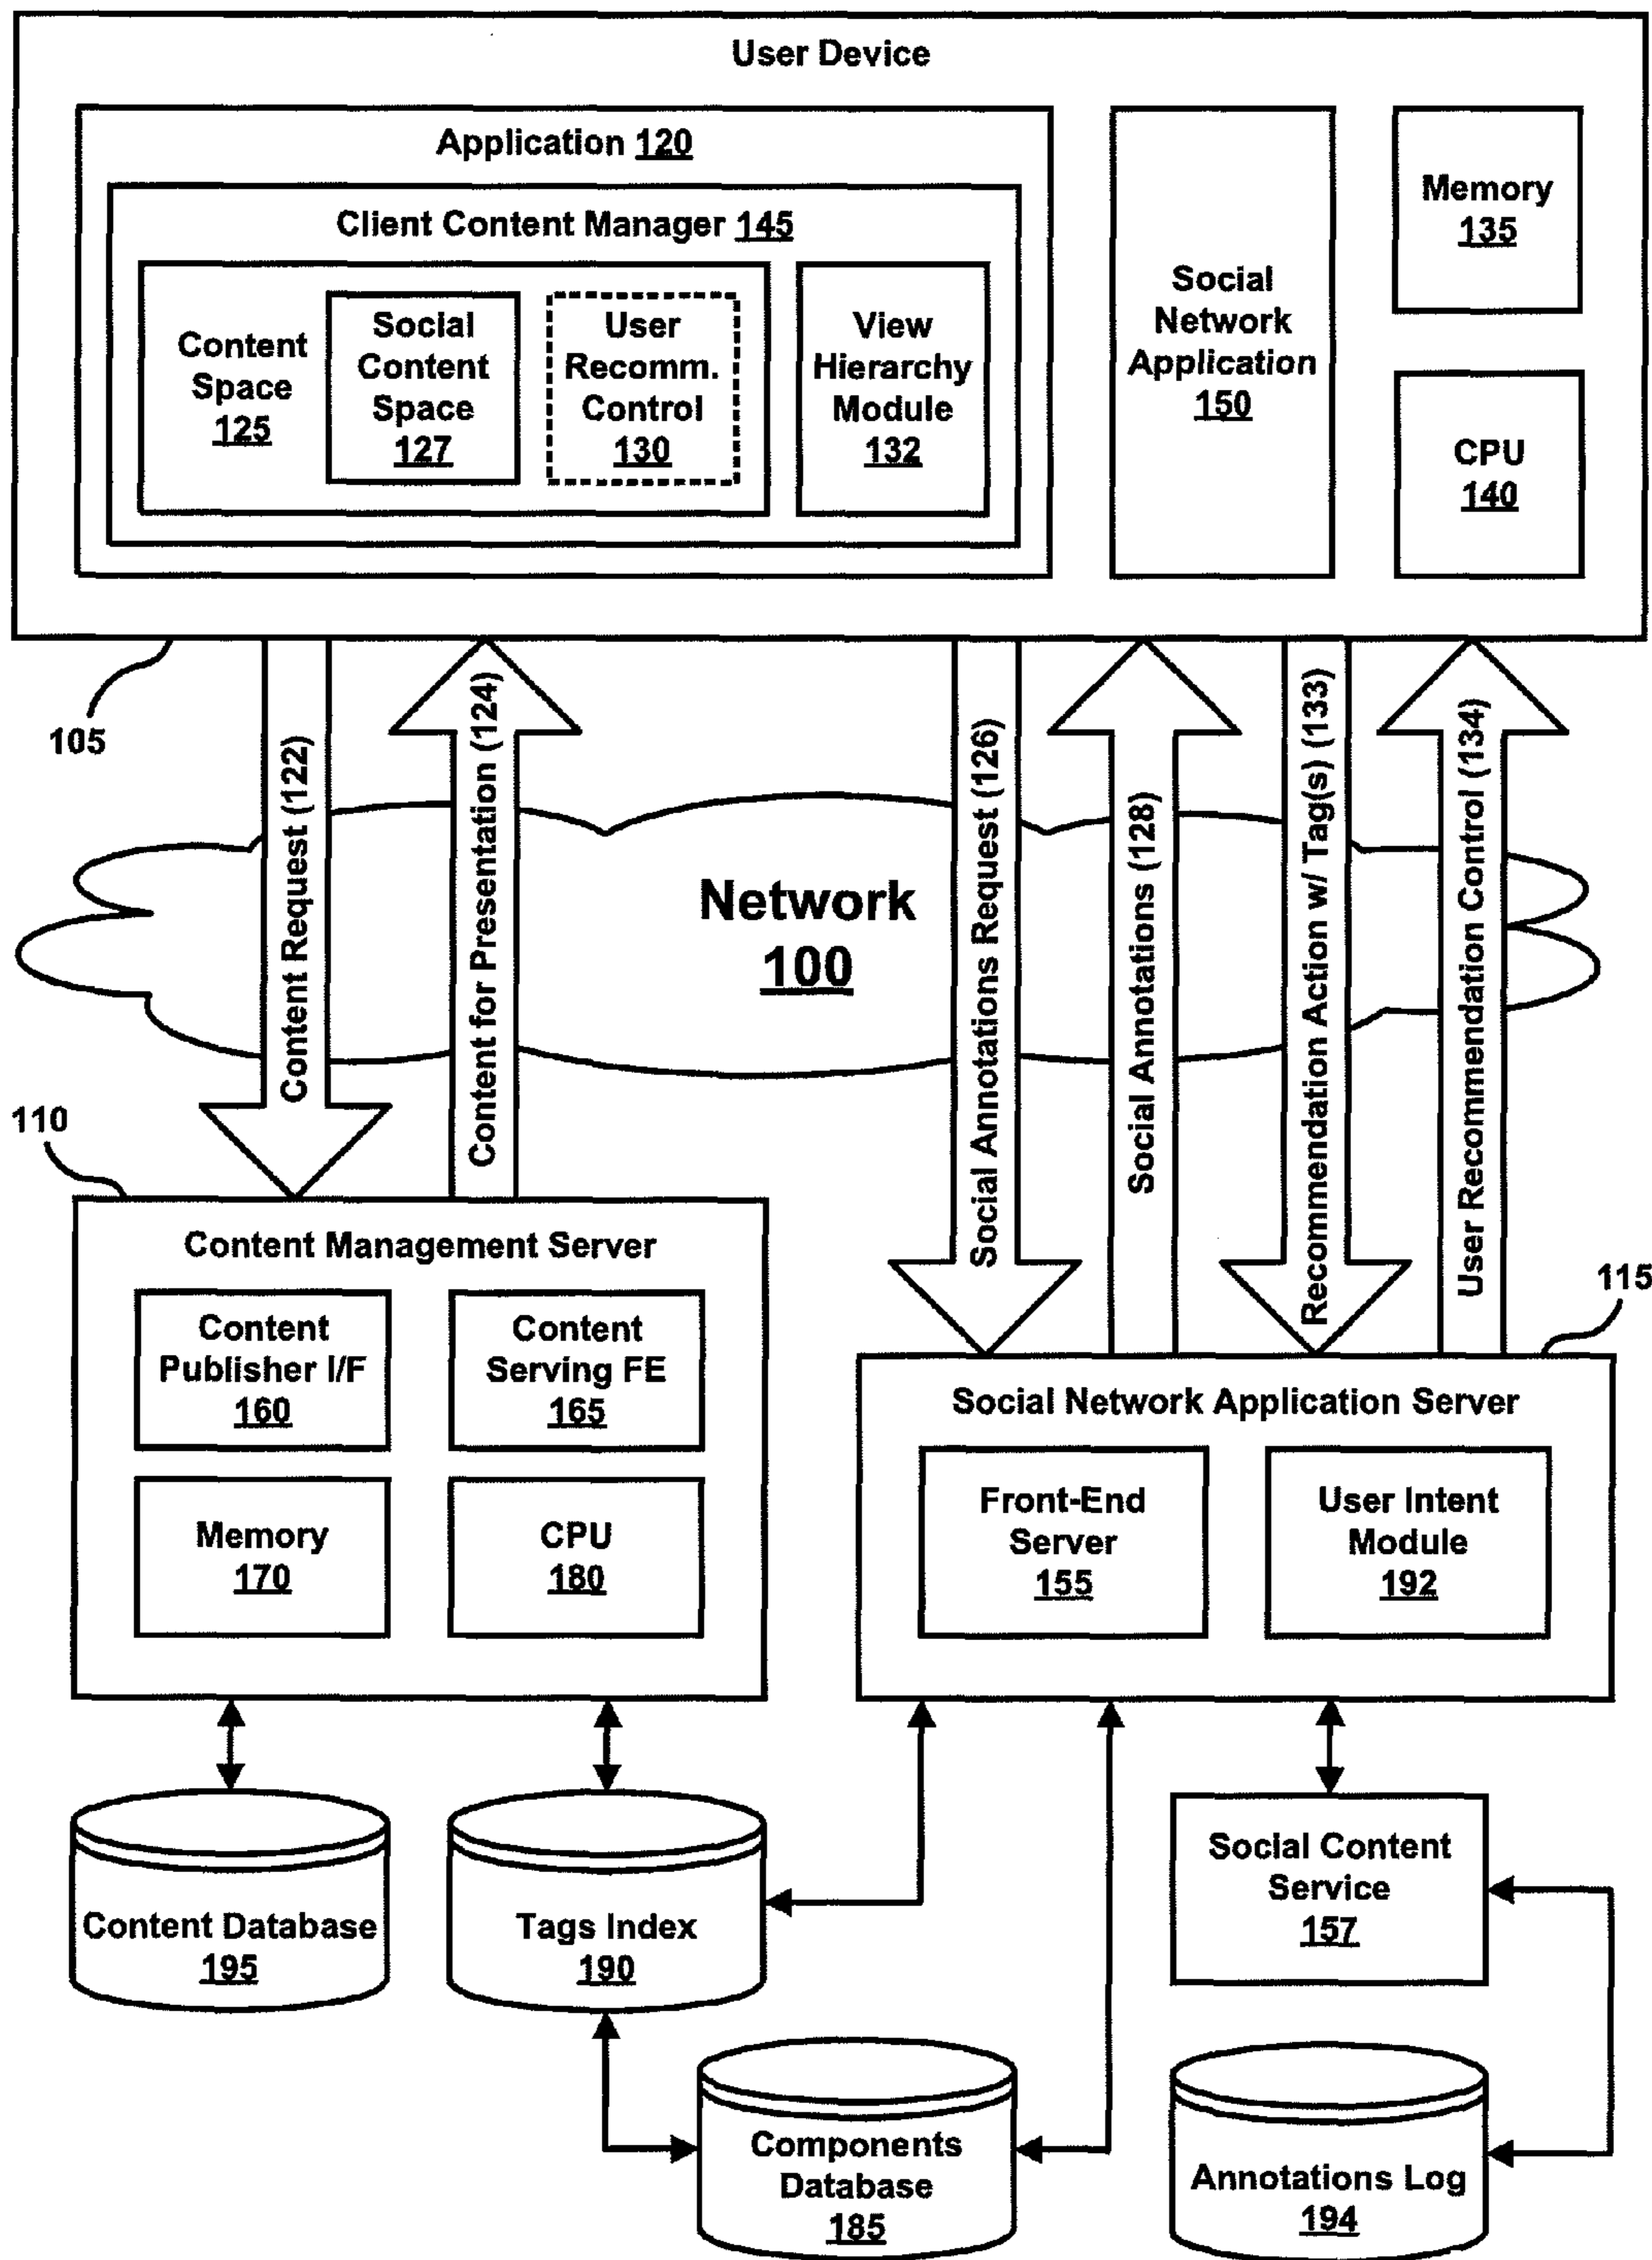 User Device
Application 120
Client Content Manager 145
Content
Space
125
Social
Content
Space
127
User
Recomm.
Control
130
View
Hierarchy
Module
132
Social
Network
Application
150
Memory
135
CPU
140
105
Content Request (122)
Content for Presentation (124)
Network
100
Social Annotations Request (126)
Social Annotations (128)
Recommendation Action w/ Tag(s) (133)
User Recommendation Control (134)
110
Content Management Server
Content
Publisher I/F
160
Content
Serving FE
165
Memory
170
CPU
180
115
Social Network Application Server
Front-End
Server
155
User Intent
Module
192
Content Database
195
Tags Index
190
Social Content
Service
157
Components
Database
185
Annotations Log
194